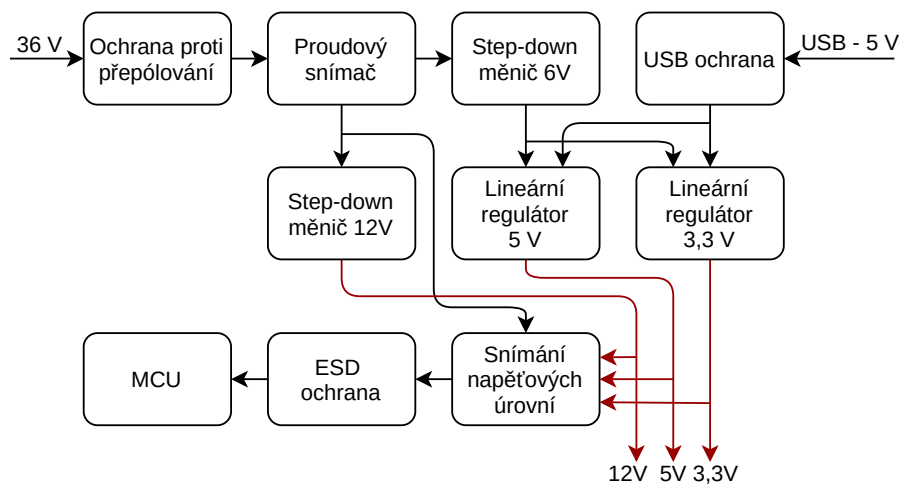 36 V
Ochrana proti
přepólování
Proudový
snímač
Step-down
měnič 6V
USB ochrana
USB - 5 V
Step-down
měnič 12V
Lineární
regulátor
5 V
Lineární
regulátor
3,3 V
MCU
ESD
ochrana
Snímání
napěťových
úrovní
12V
5V
3,3V